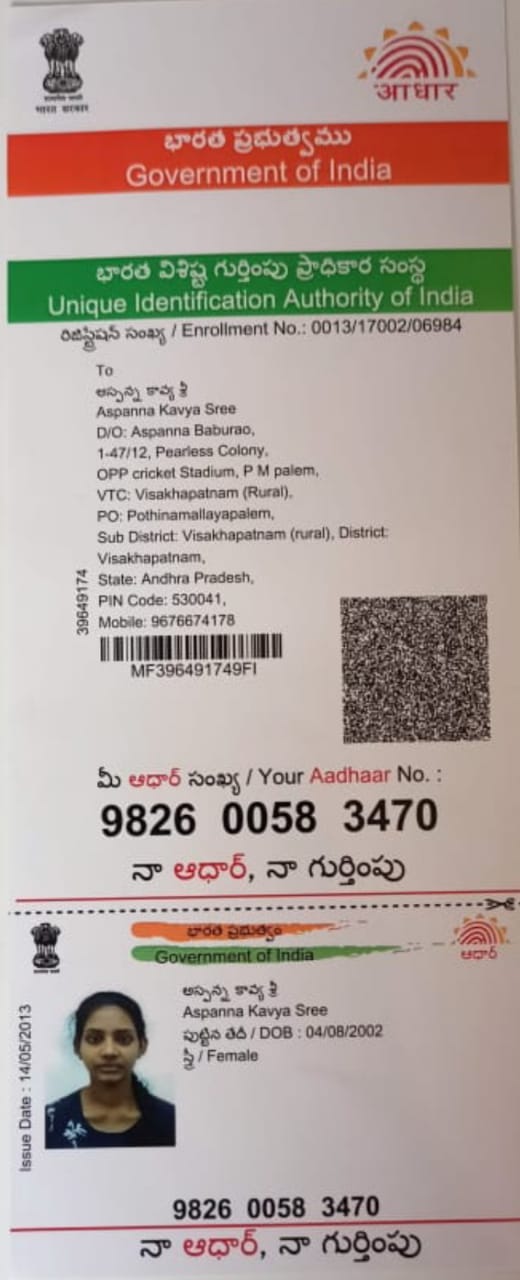 भारत सरकार
आधार
భారత ప్రభుత్వము
Government of India
భారత విశిష్ట గుర్తింపు ప్రాధికార సంస్థ
Unique Identification Authority of India
రిజిస్ట్రేషన్ సంఖ్య / Enrollment No.: 0013/17002/06984
To
అస్పన్న కావ్య శ్రీ
Aspanna Kavya Sree
D/O: Aspanna Baburao,
1-47/12, Pearless Colony,
OPP cricket Stadium, P M palem,
VTC: Visakhapatnam (Rural),
PO: Pothinamallayapalem,
Sub District: Visakhapatnam (rural), District:
Visakhapatnam,
State: Andhra Pradesh,
PIN Code: 530041,
Mobile: 9676674178
39649174
MF396491749FI
మీ ఆధార్ సంఖ్య / Your Aadhaar No. :
9826 0058 3470
నా ఆధార్, నా గుర్తింపు
భారత ప్రభుత్వం
Government of India
ఆధార్
అస్పన్న కావ్య శ్రీ
Aspanna Kavya Sree
పుట్టిన తేదీ / DOB : 04/08/2002
స్త్రీ / Female
Issue Date : 14/05/2013
9826 0058 3470
నా ఆధార్, నా గుర్తింపు